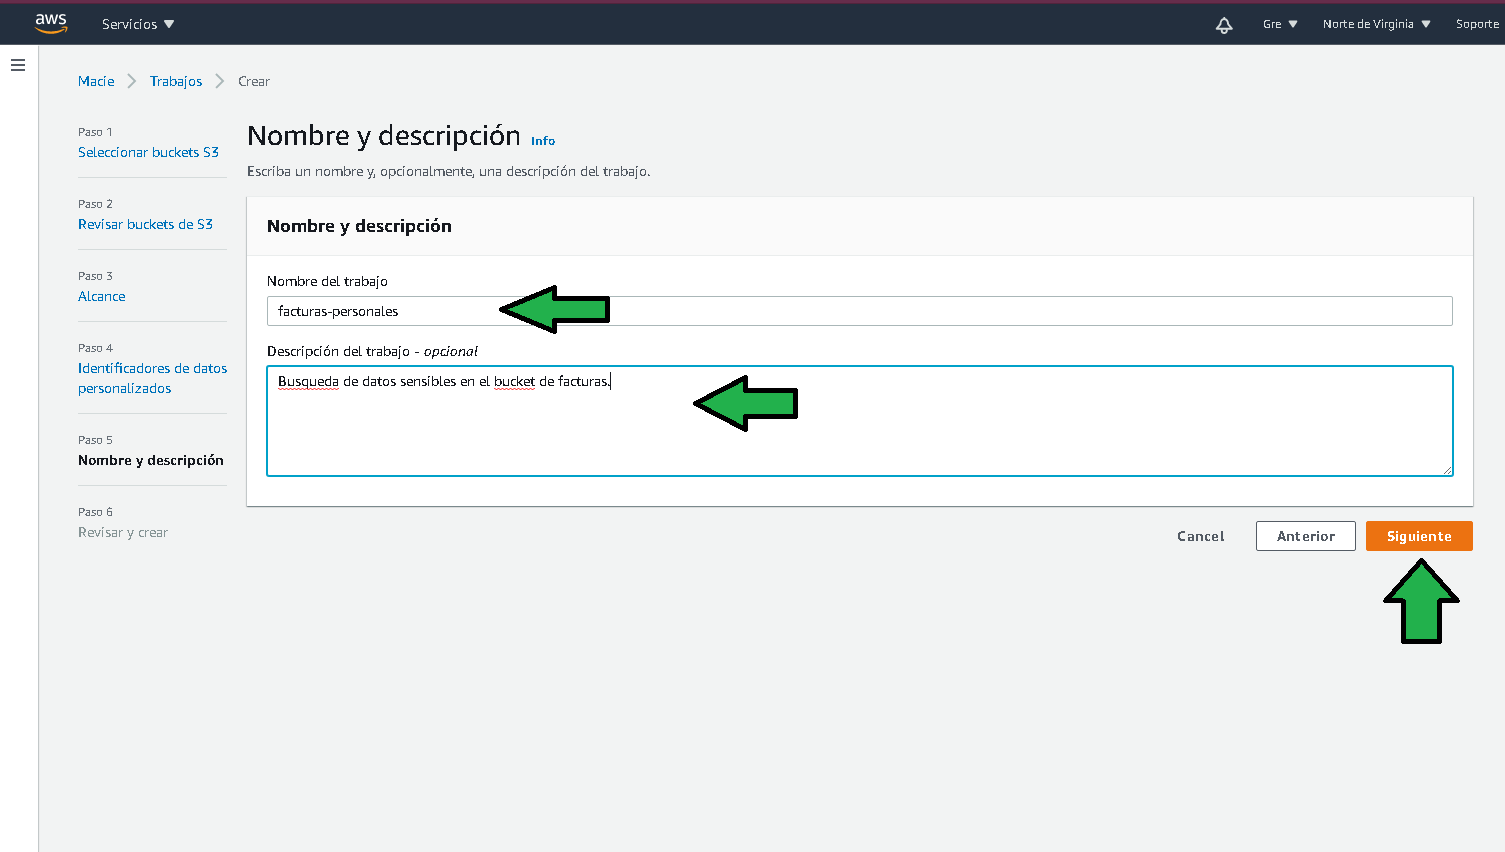 aws Servicios Gre Norte de Virginia Soporte
Macie Trabajos Crear
Paso 1
Seleccionar buckets S3
Paso 2
Revisar buckets de S3
Paso 3
Alcance
Paso 4
Identificadores de datos
personalizados
Paso 5
Nombre y descripción
Paso 6
Revisar y crear
Nombre y descripción Info
Escriba un nombre y, opcionalmente, una descripción del trabajo.
Nombre y descripción
Nombre del trabajo
facturas-personales
Descripción del trabajo - opcional
Busqueda de datos sensibles en el bucket de facturas.
Cancel Anterior Siguiente